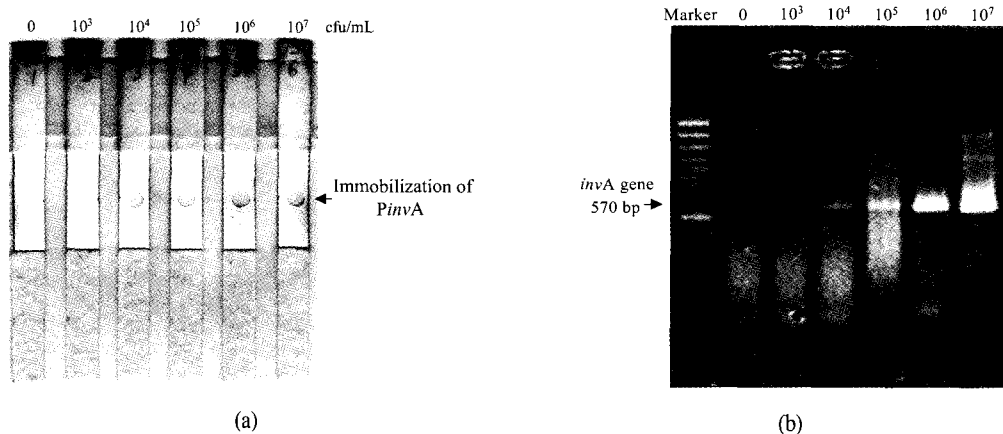 0 10³ 10⁴ 10⁵ 10⁶ 10⁷ cfu/mL
Immobilization of
PinvA
(a)
Marker 0 10³ 10⁴ 10⁵ 10⁶ 10⁷
invA gene
570 bp
(b)